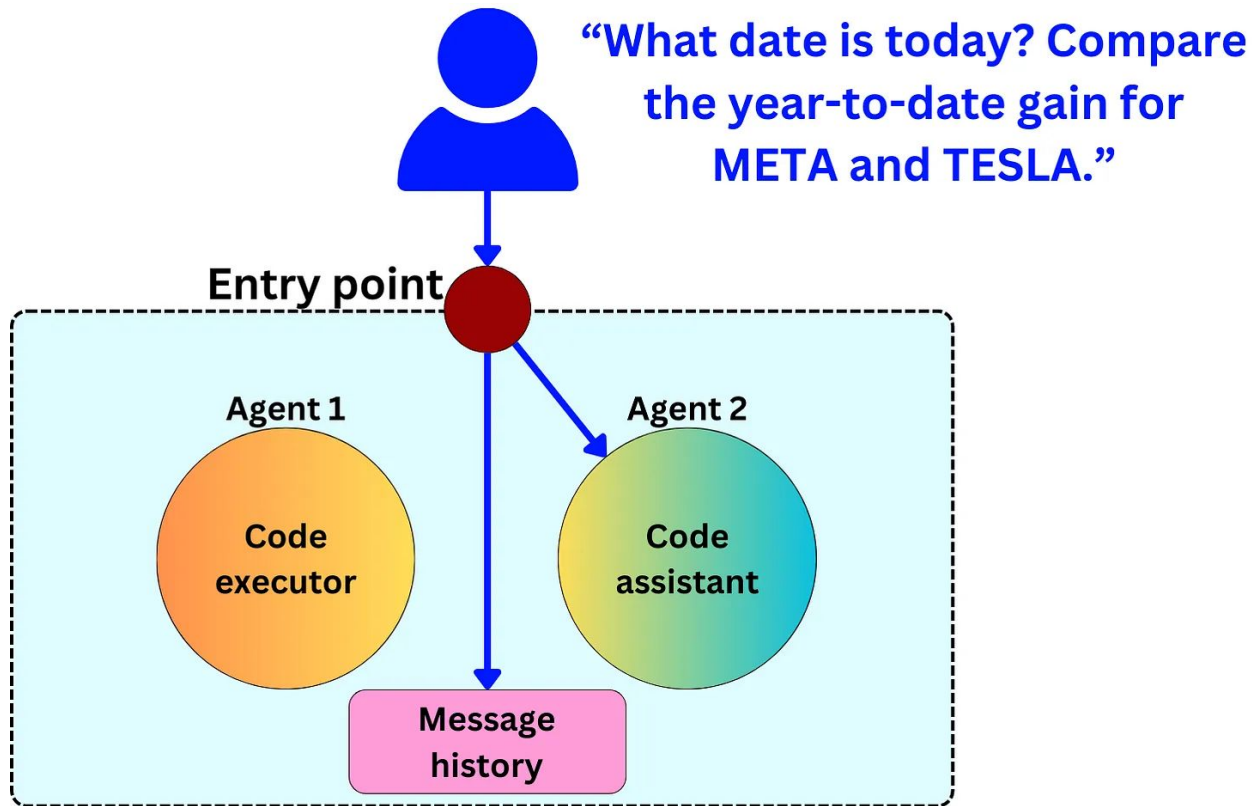 “What date is today? Compare
the year-to-date gain for
META and TESLA.”
Entry point
Agent 1
Agent 2
Code
executor
Code
assistant
Message
history